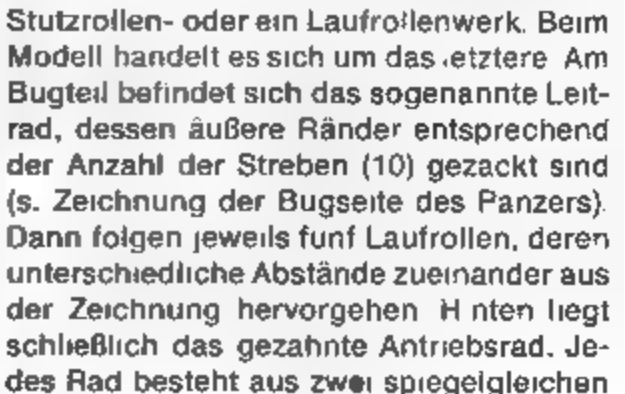 Stutzrollen- oder ein Laufrollenwerk. Beim
Modell handelt es sich um das letztere Am
Bugteil befindet sich das sogenannte Leit-
rad, dessen äußere Ränder entsprechend
der Anzahl der Streben (10) gezackt sind
(s. Zeichnung der Bugseite des Panzers).
Dann folgen jeweils funf Laufrollen, deren
unterschiedliche Abstände zueinander aus
der Zeichnung hervorgehen Hinten liegt
schließlich das gezahnte Antriebsrad. Je-
des Rad besteht aus zwei spiegelgleichen